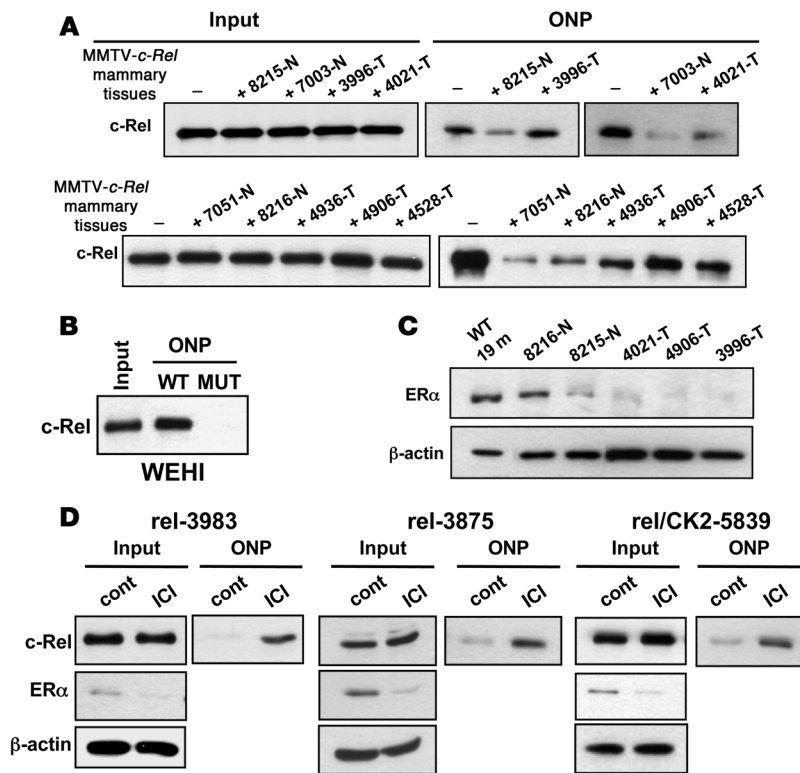 A
Input
ONP
MMTV-c-Rel
mammary
tissues
– + 8215-N + 7003-N + 3996-T + 4021-T
– + 8215-N + 3996-T
– + 7003-N + 4021-T
c-Rel
MMTV-c-Rel
mammary
tissues
– + 7051-N + 8216-N + 4936-T + 4906-T + 4528-T
– + 7051-N + 8216-N + 4936-T + 4906-T + 4528-T
c-Rel
B
Input
ONP
WT MUT
c-Rel
WEHI
C
WT
19 m
8216-N 8215-N 4021-T 4906-T 3996-T
ERα
β-actin
D
rel-3983 rel-3875 rel/CK2-5839
Input ONP Input ONP Input ONP
cont ICI cont ICI cont ICI cont ICI cont ICI cont ICI
c-Rel
ERα
β-actin